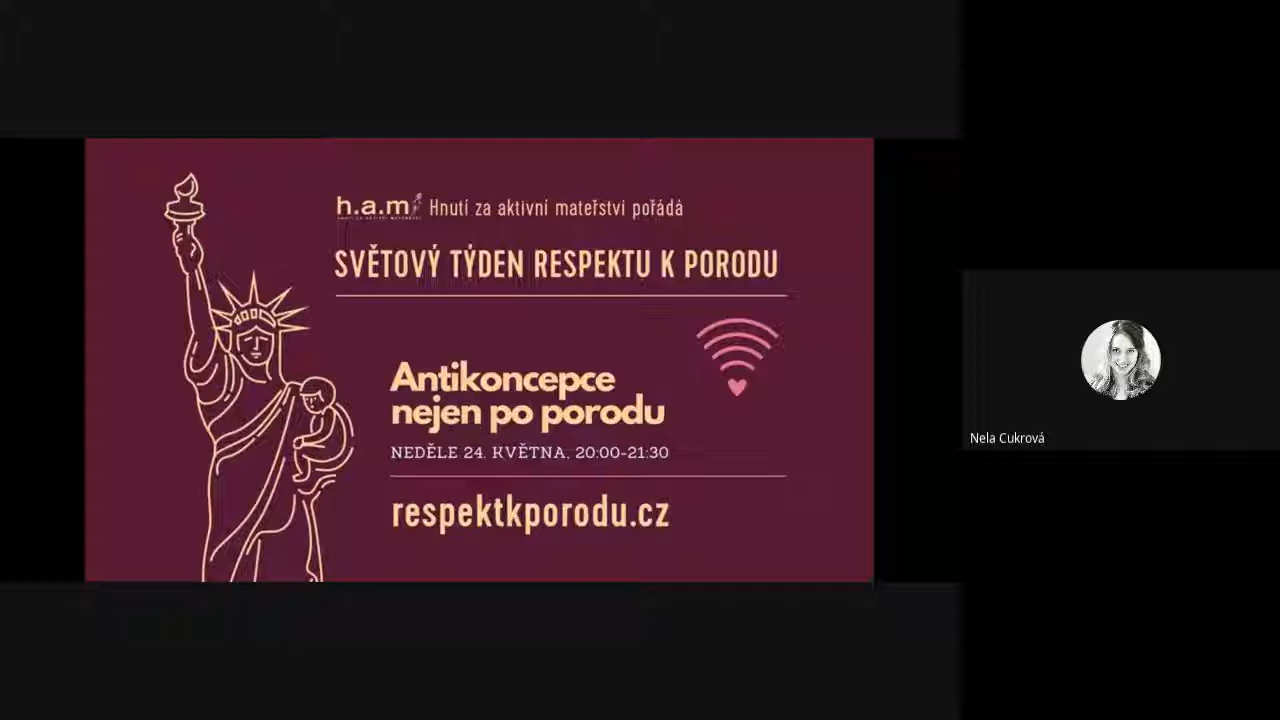 h.a.m
Hnutí za aktivní mateřství pořádá
SVĚTOVÝ TÝDEN RESPEKTU K PORODU
Antikoncepce
nejen po porodu
NEDĚLE 24. KVĚTNA, 20:00-21:30
respektkporodu.cz
Nela Cukrová